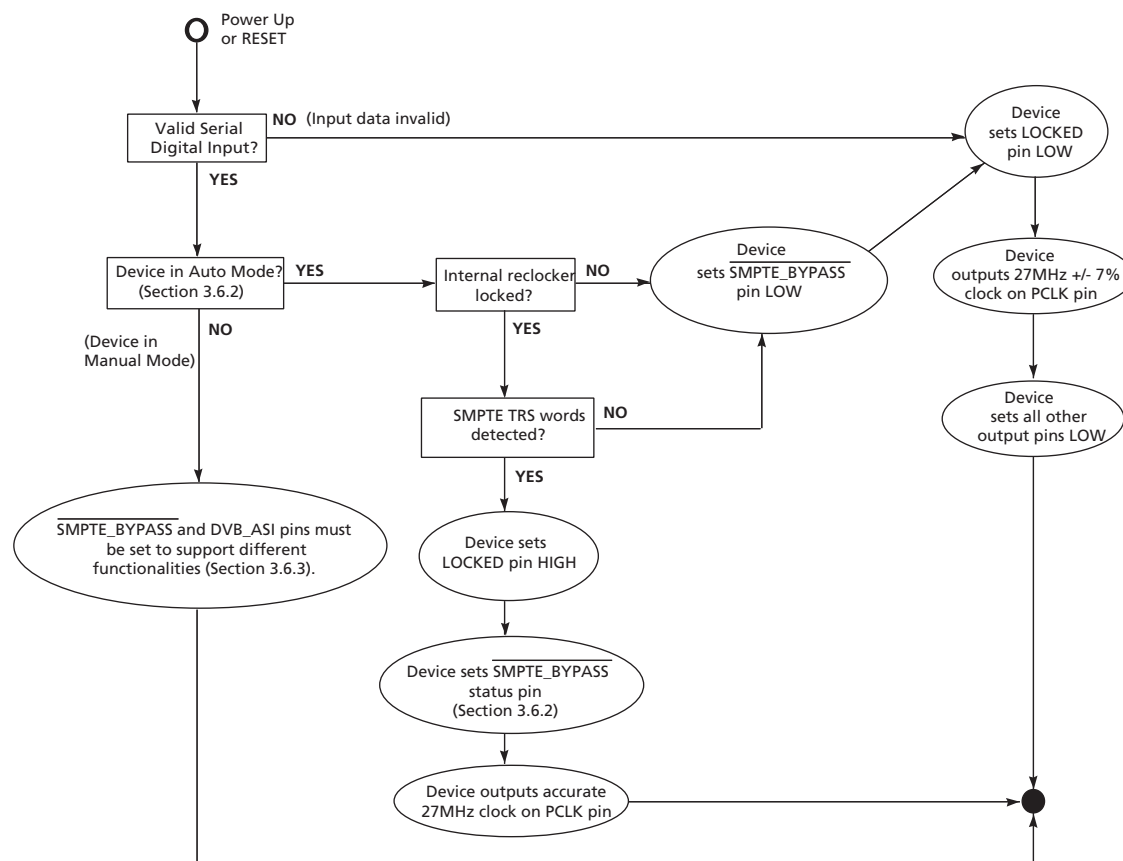 Power Up
or RESET
Valid Serial
Digital Input?
NO (Input data invalid)
Device
sets LOCKED
pin LOW
YES
Device in Auto Mode?
(Section 3.6.2)
YES
Internal reclocker
locked?
NO
Device
sets SMPTE_BYPASS
pin LOW
Device
outputs 27MHz +/- 7%
clock on PCLK pin
NO
(Device in
Manual Mode)
YES
SMPTE TRS words
detected?
NO
Device
sets all other
output pins LOW
YES
SMPTE_BYPASS and DVB_ASI pins must
be set to support different
functionalities (Section 3.6.3).
Device sets
LOCKED pin HIGH
Device sets SMPTE_BYPASS
status pin
(Section 3.6.2)
Device outputs accurate
27MHz clock on PCLK pin